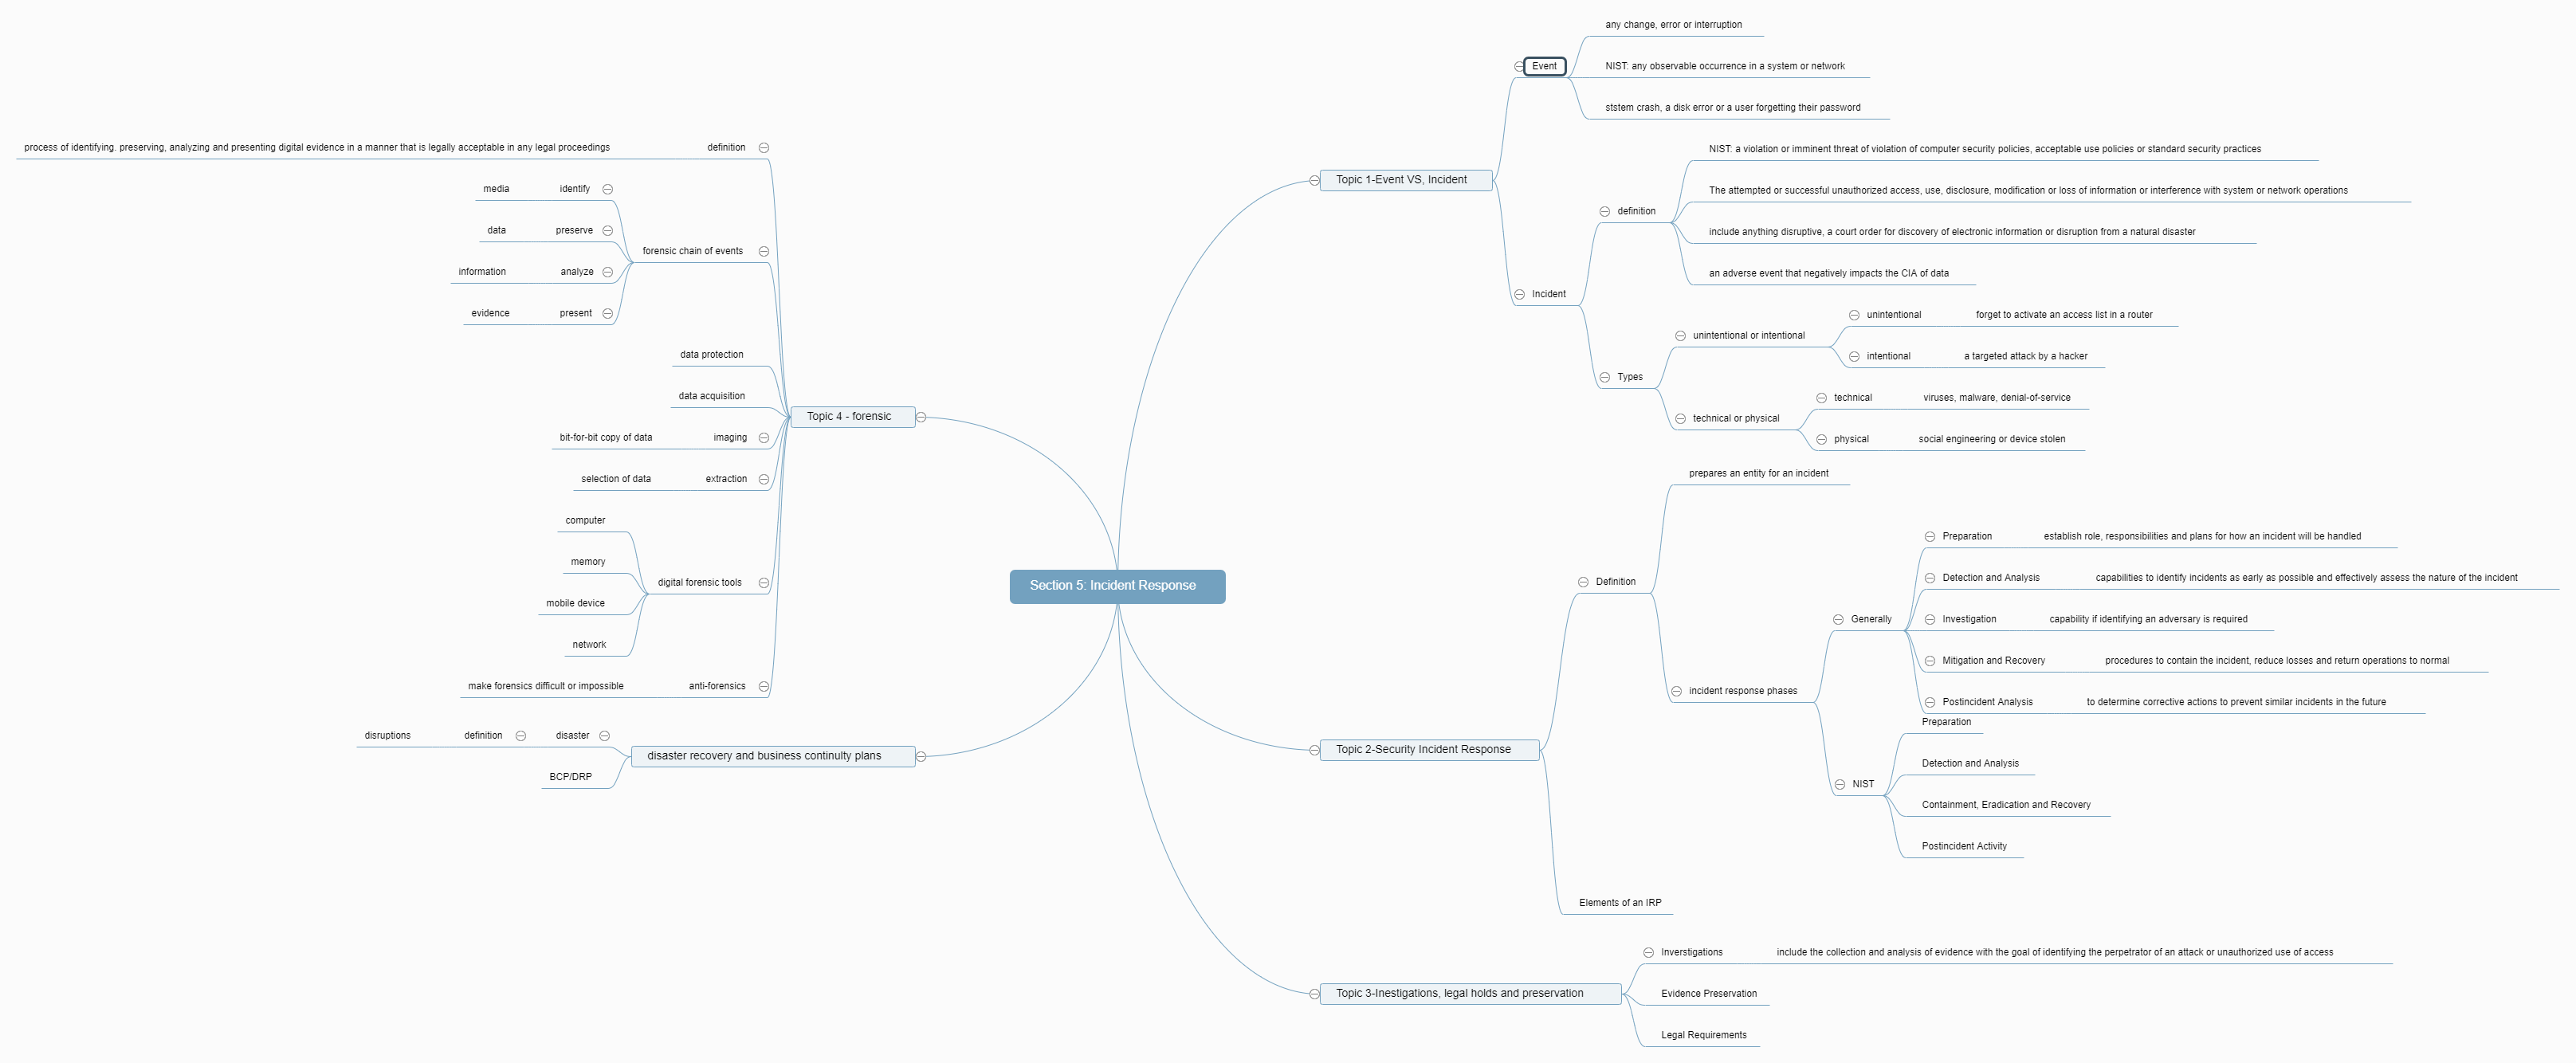 Section 5: Incident Response
Topic 1-Event VS, Incident
Event
any change, error or interruption
NIST: any observable occurrence in a system or network
ststem crash, a disk error or a user forgetting their password
Incident
definition
NIST: a violation or imminent threat of violation of computer security policies, acceptable use policies or standard security practices
The attempted or successful unauthorized access, use, disclosure, modification or loss of information or interference with system or network operations
include anything disruptive, a court order for discovery of electronic information or disruption from a natural disaster
an adverse event that negatively impacts the CIA of data
Types
unintentional or intentional
unintentional
forget to activate an access list in a router
intentional
a targeted attack by a hacker
technical or physical
technical
viruses, malware, denial-of-service
physical
social engineering or device stolen
Topic 2-Security Incident Response
Definition
prepares an entity for an incident
incident response phases
Generally
Preparation
establish role, responsibilities and plans for how an incident will be handled
Detection and Analysis
capabilities to identify incidents as early as possible and effectively assess the nature of the incident
Investigation
capability if identifying an adversary is required
Mitigation and Recovery
procedures to contain the incident, reduce losses and return operations to normal
Postincident Analysis
to determine corrective actions to prevent similar incidents in the future
NIST
Preparation
Detection and Analysis
Containment, Eradication and Recovery
Postincident Activity
Elements of an IRP
Topic 3-Inestigations, legal holds and preservation
Inverstigations
include the collection and analysis of evidence with the goal of identifying the perpetrator of an attack or unauthorized use of access
Evidence Preservation
Legal Requirements
Topic 4 - forensic
definition
process of identifying. preserving, analyzing and presenting digital evidence in a manner that is legally acceptable in any legal proceedings
forensic chain of events
identify
media
preserve
data
analyze
information
present
evidence
data protection
data acquisition
imaging
bit-for-bit copy of data
extraction
selection of data
digital forensic tools
computer
memory
mobile device
network
anti-forensics
make forensics difficult or impossible
disaster recovery and business continuity plans
disaster
definition
disruptions
BCP/DRP